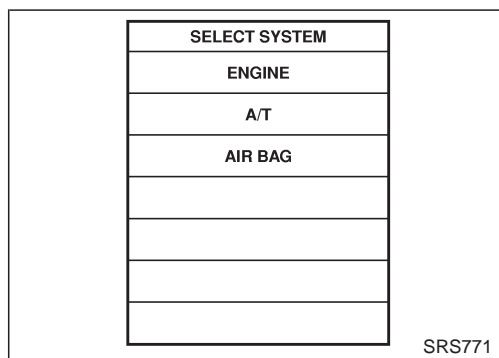 SELECT SYSTEM
ENGINE
A/T
AIR BAG
SRS771